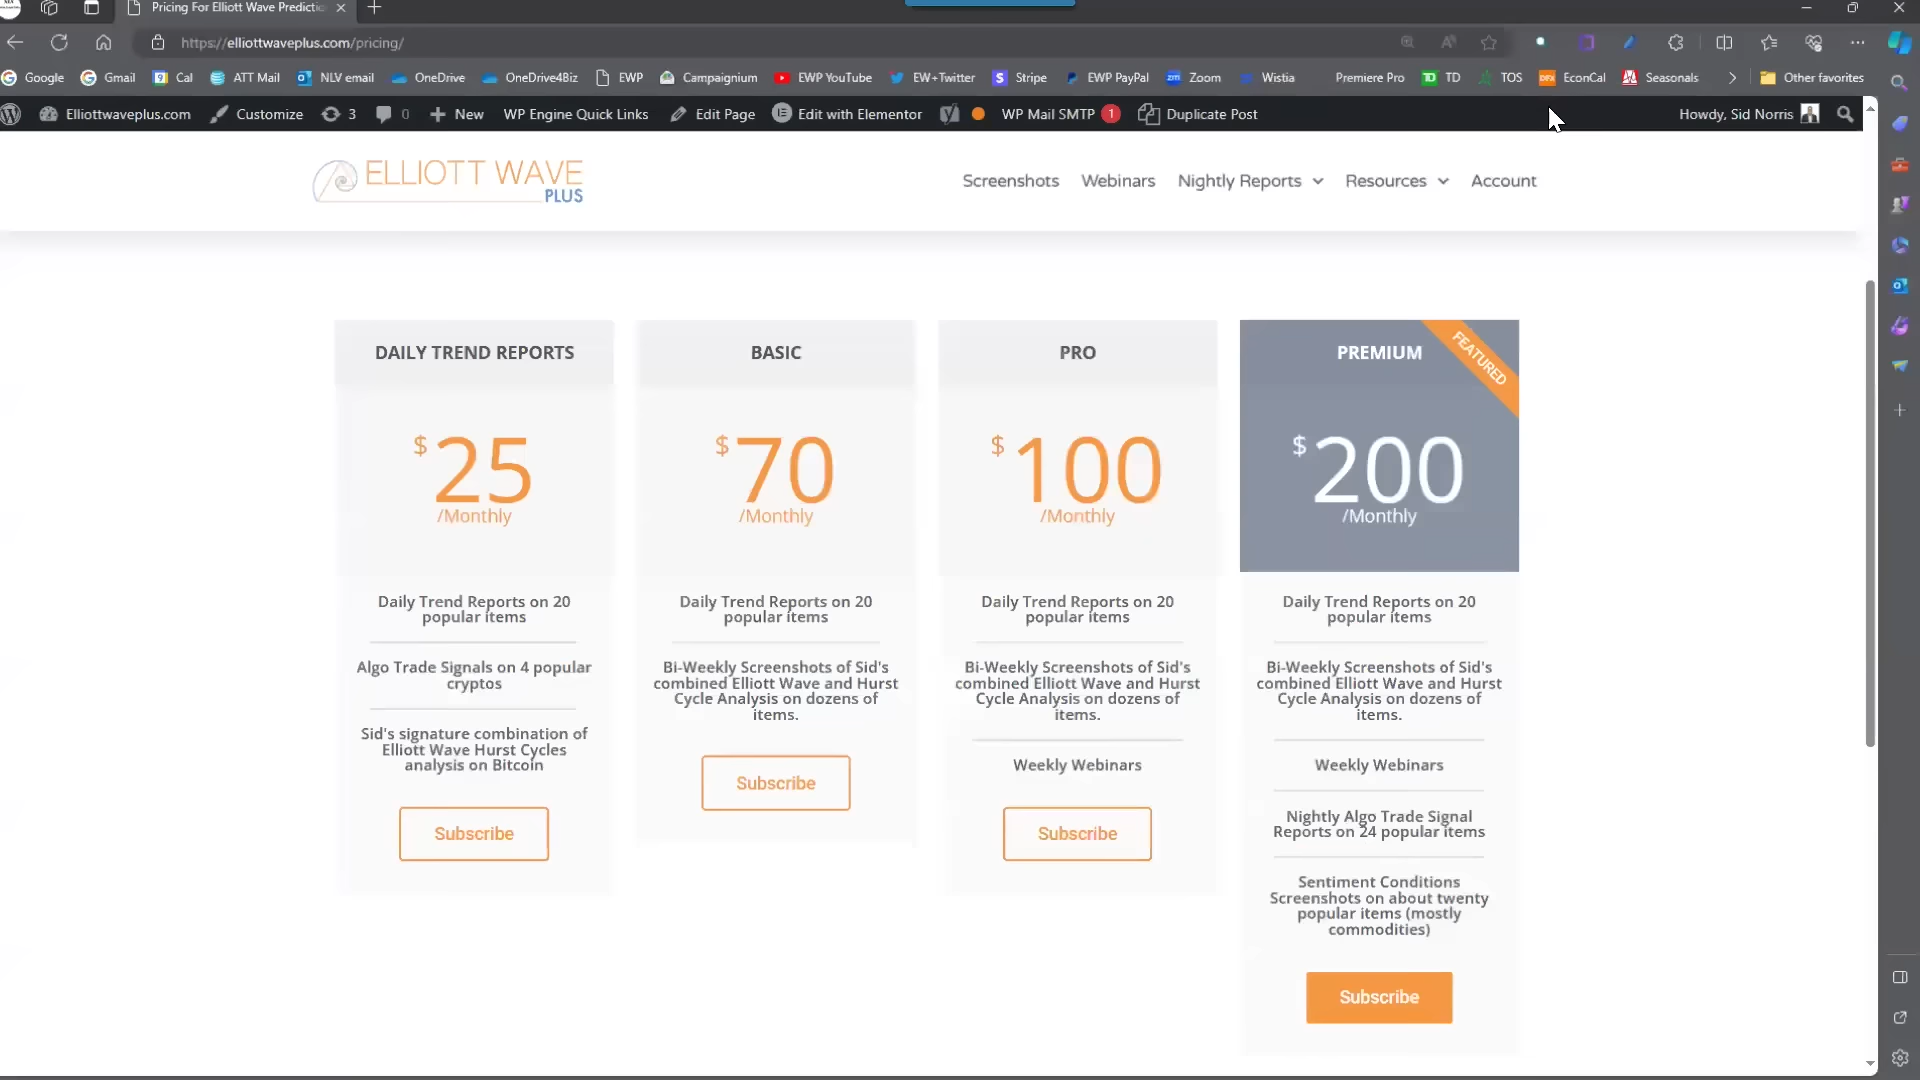 Pricing For Elliott Wave Predictio
https://elliottwaveplus.com/pricing/
Google Gmail Cal ATT Mail NLV email OneDrive OneDrive4Biz EWP Campaignium EWP YouTube EW+Twitter Stripe EWP PayPal Zoom Wistia Premiere Pro TD TOS EconCal Seasonals Other favorites
Elliottwaveplus.com Customize 3 0 New WP Engine Quick Links Edit Page Edit with Elementor WP Mail SMTP 1 Duplicate Post Howdy, Sid Norris
ELLIOTT WAVE
PLUS
Screenshots Webinars Nightly Reports Resources Account
DAILY TREND REPORTS
$25
/Monthly
Daily Trend Reports on 20
popular items
Algo Trade Signals on 4 popular
cryptos
Sid's signature combination of
Elliott Wave Hurst Cycles
analysis on Bitcoin
Subscribe
BASIC
$70
/Monthly
Daily Trend Reports on 20
popular items
Bi-Weekly Screenshots of Sid's
combined Elliott Wave and Hurst
Cycle Analysis on dozens of
items.
Subscribe
PRO
$100
/Monthly
Daily Trend Reports on 20
popular items
Bi-Weekly Screenshots of Sid's
combined Elliott Wave and Hurst
Cycle Analysis on dozens of
items.
Weekly Webinars
Subscribe
PREMIUM
FEATURED
$200
/Monthly
Daily Trend Reports on 20
popular items
Bi-Weekly Screenshots of Sid's
combined Elliott Wave and Hurst
Cycle Analysis on dozens of
items.
Weekly Webinars
Nightly Algo Trade Signal
Reports on 24 popular items
Sentiment Conditions
Screenshots on about twenty
popular items (mostly
commodities)
Subscribe